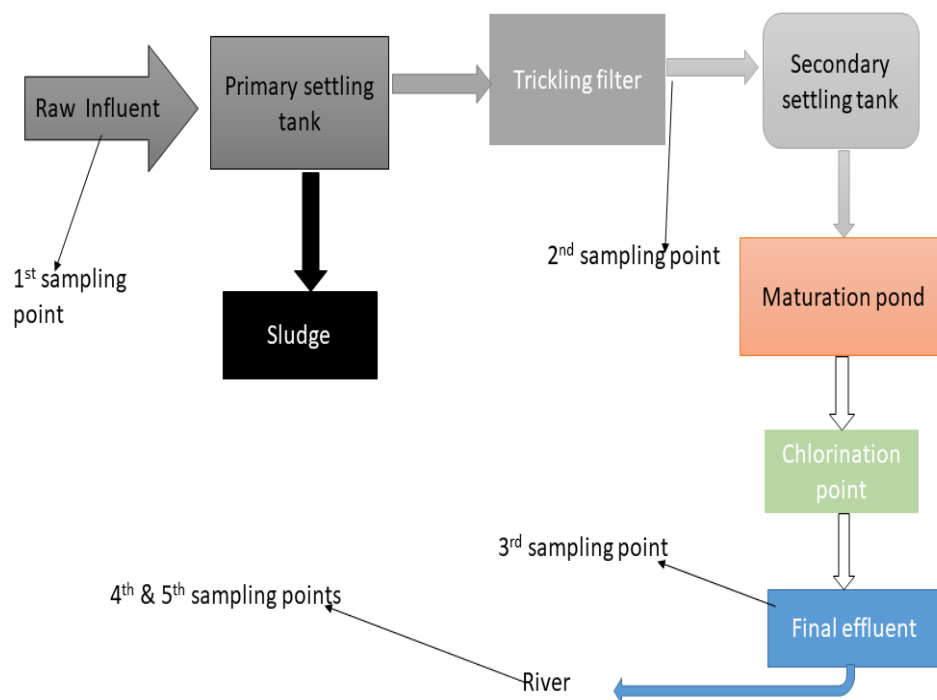 Raw Influent
Primary settling
tank
Trickling filter
Secondary
settling tank
1st sampling
point
2nd sampling point
Sludge
Maturation pond
Chlorination
point
3rd sampling point
4th & 5th sampling points
Final effluent
River